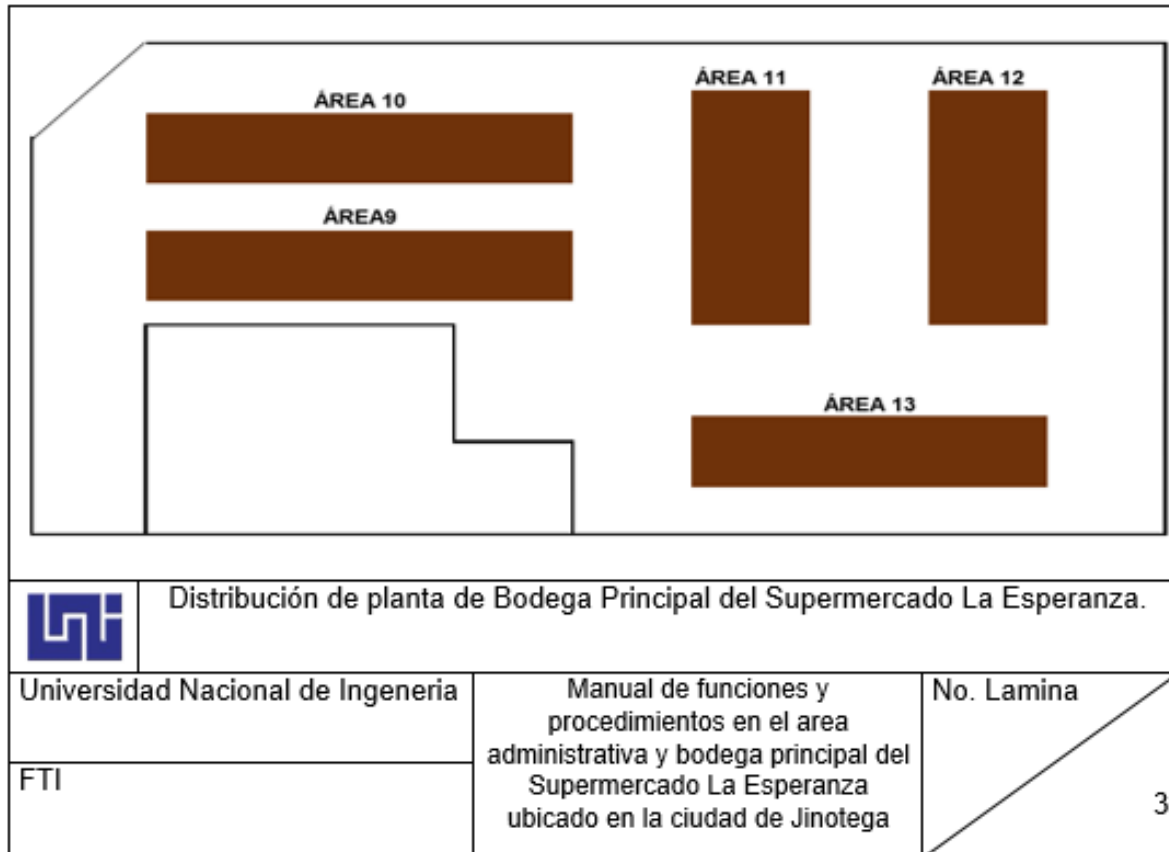 ÁREA 10
ÁREA 11
ÁREA 12
ÁREA9
ÁREA 13
uni
Distribución de planta de Bodega Principal del Supermercado La Esperanza.
Universidad Nacional de Ingeneria
FTI
Manual de funciones y
procedimientos en el area
administrativa y bodega principal del
Supermercado La Esperanza
ubicado en la ciudad de Jinotega
No. Lamina
3